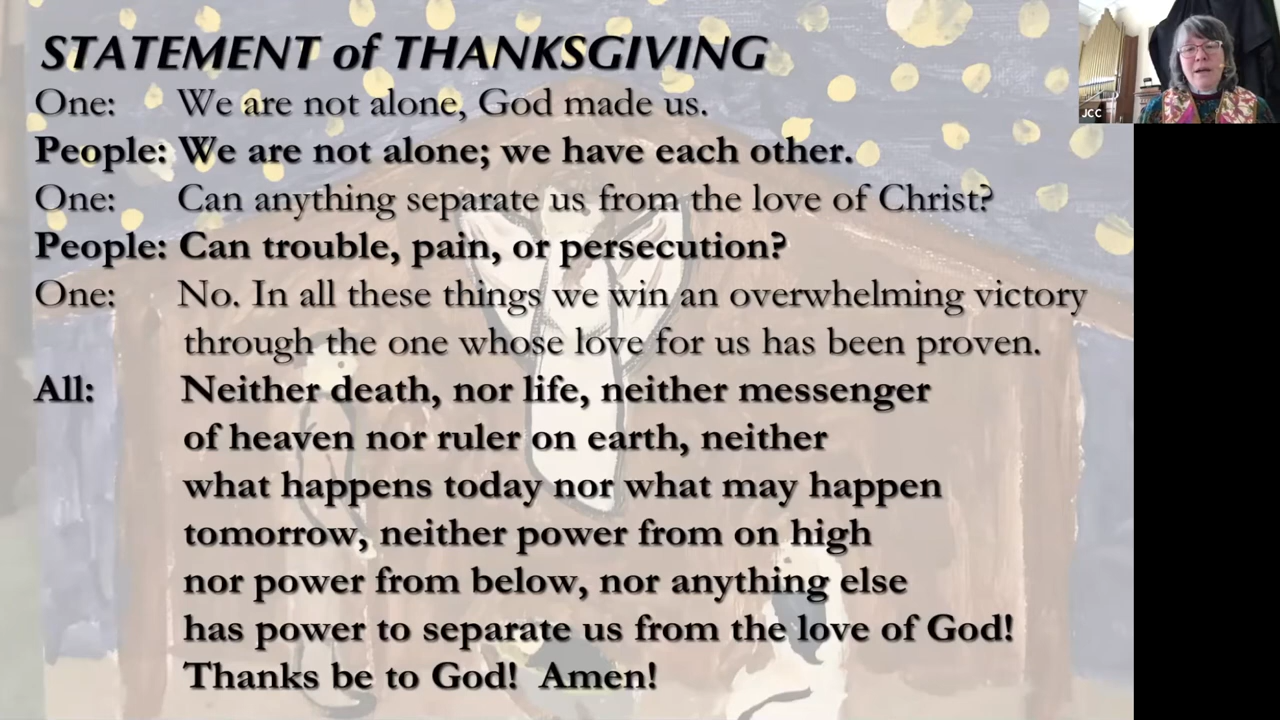 STATEMENT of THANKSGIVING
One: We are not alone, God made us.
People: We are not alone; we have each other.
One: Can anything separate us from the love of Christ?
People: Can trouble, pain, or persecution?
One: No. In all these things we win an overwhelming victory
through the one whose love for us has been proven.
All: Neither death, nor life, neither messenger
of heaven nor ruler on earth, neither
what happens today nor what may happen
tomorrow, neither power from on high
nor power from below, nor anything else
has power to separate us from the love of God!
Thanks be to God! Amen!
JCC